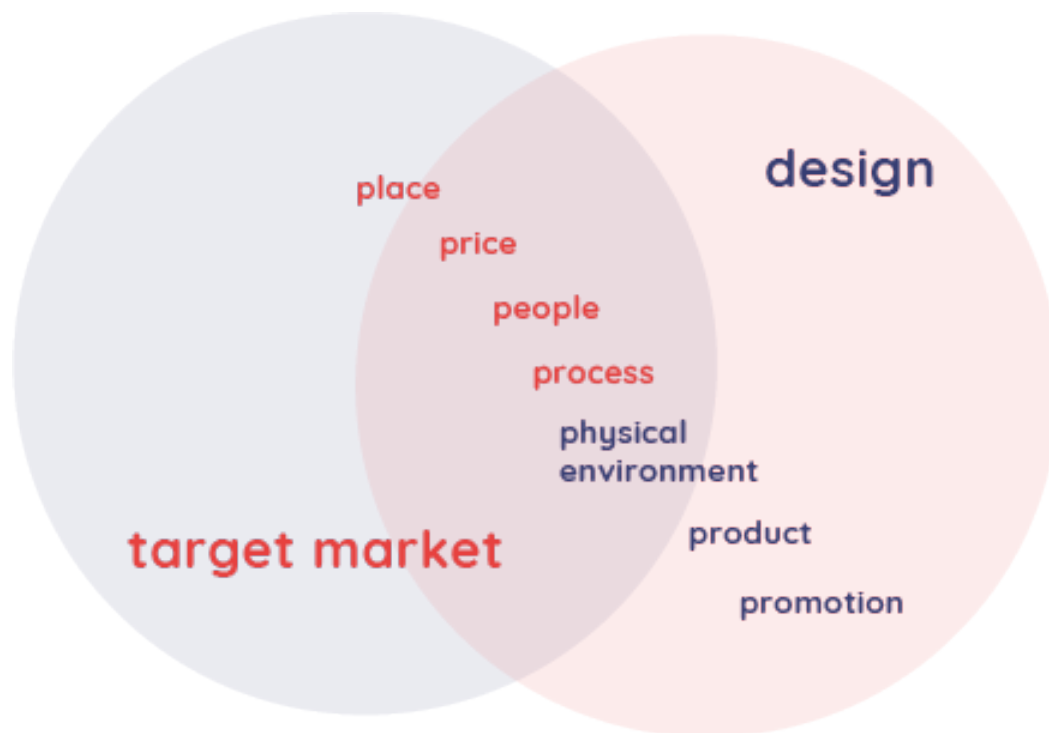 design
place
price
people
process
physical
environment
product
target market
promotion